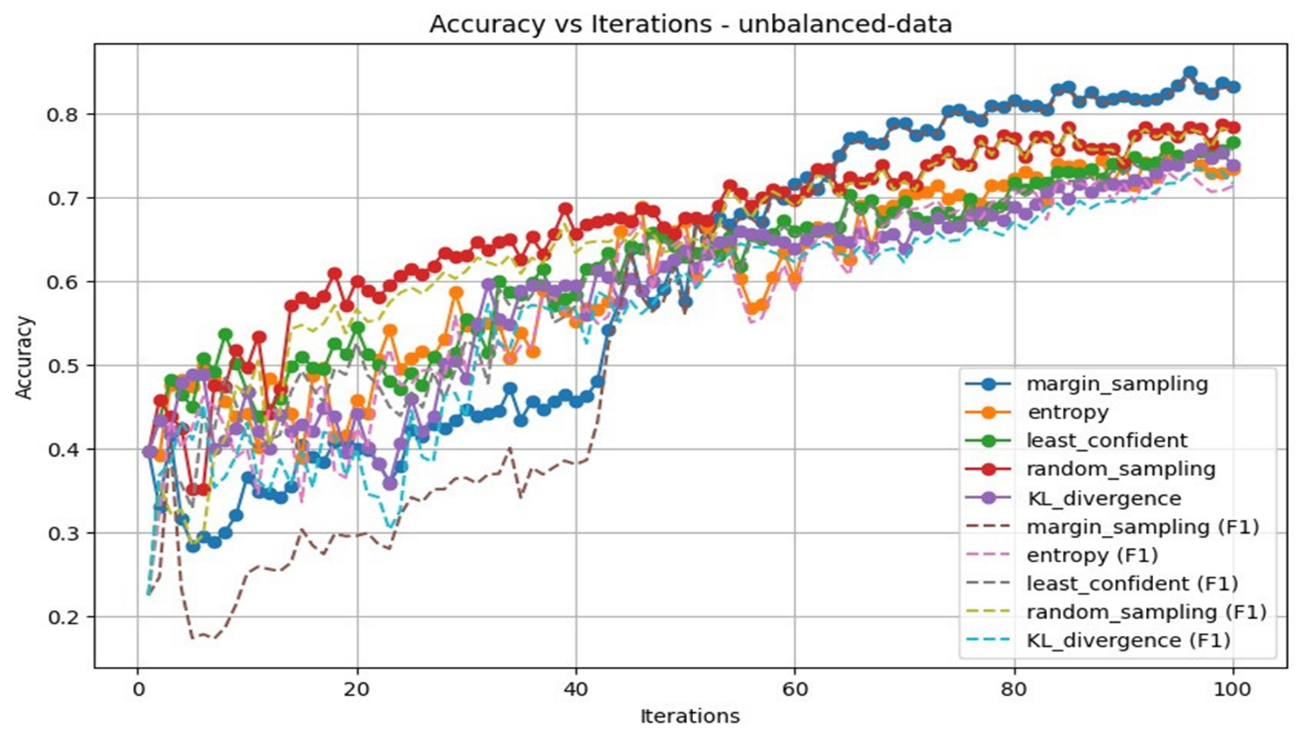 Accuracy vs Iterations - unbalanced-data
Accuracy
0.8
0.7
0.6
0.5
0.4
0.3
0.2
margin_sampling
entropy
least_confident
random_sampling
KL_divergence
margin_sampling (F1)
entropy (F1)
least_confident (F1)
random_sampling (F1)
KL_divergence (F1)
0 20 40 60 80 100
Iterations